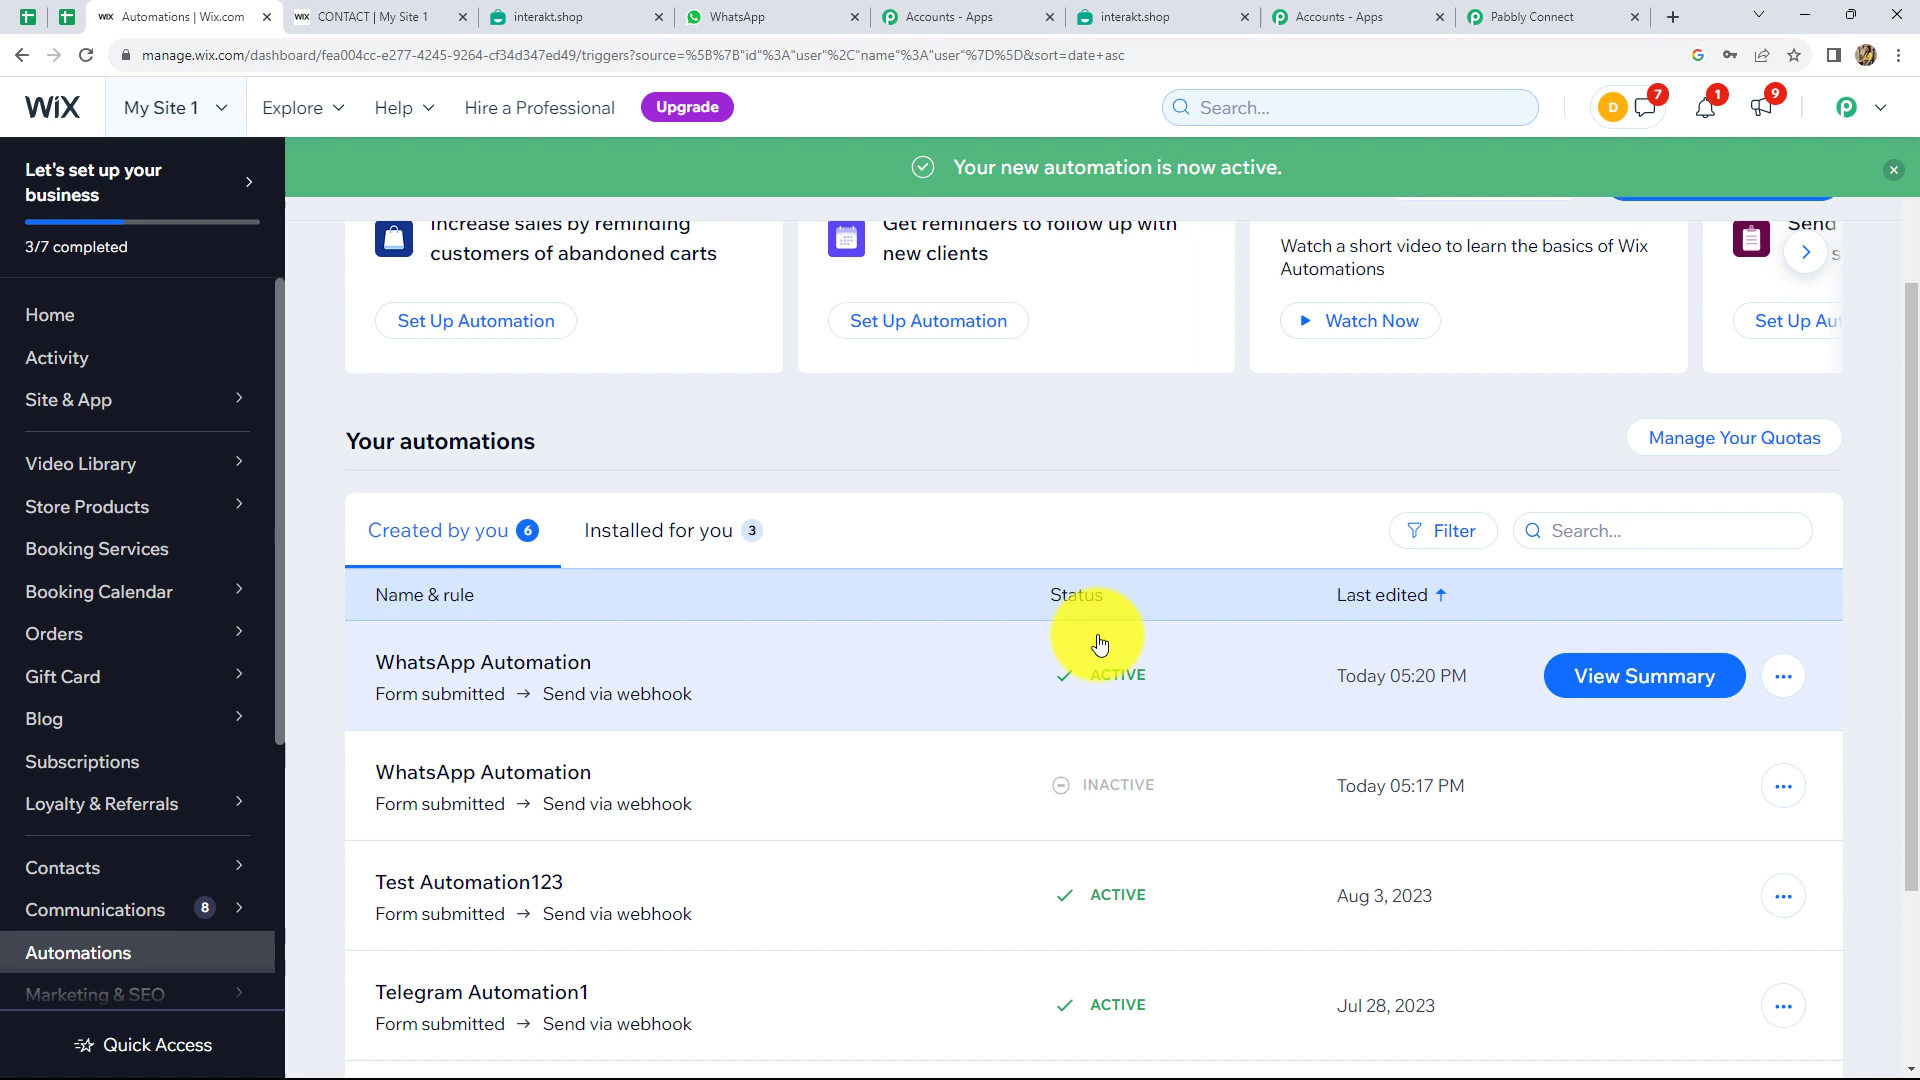 Automations | Wix.com
CONTACT | My Site 1
interakt.shop
WhatsApp
Accounts - Apps
interakt.shop
Accounts - Apps
Pabbly Connect
manage.wix.com/dashboard/fea004cc-e277-4245-9264-cf34d347ed49/triggers?source=%5B%7B"id"%3A"user"%2C"name"%3A"user"%7D%5D&sort=date+asc
WiX
My Site 1
Explore
Help
Hire a Professional
Upgrade
Search...
D
7
1
9
Let's set up your
business
3/7 completed
Home
Activity
Site & App
Video Library
Store Products
Booking Services
Booking Calendar
Orders
Gift Card
Blog
Subscriptions
Loyalty & Referrals
Contacts
Communications 8
Automations
Marketing & SEO
Quick Access
Your new automation is now active.
Increase sales by reminding
customers of abandoned carts
Set Up Automation
Get reminders to follow up with
new clients
Set Up Automation
Watch a short video to learn the basics of Wix
Automations
Watch Now
Send
s
Set Up Au
Your automations
Manage Your Quotas
Created by you 6
Installed for you 3
Filter
Search...
Name & rule
Status
Last edited
WhatsApp Automation
Form submitted → Send via webhook
ACTIVE
Today 05:20 PM
View Summary
WhatsApp Automation
Form submitted → Send via webhook
INACTIVE
Today 05:17 PM
Test Automation123
Form submitted → Send via webhook
ACTIVE
Aug 3, 2023
Telegram Automation1
Form submitted → Send via webhook
ACTIVE
Jul 28, 2023